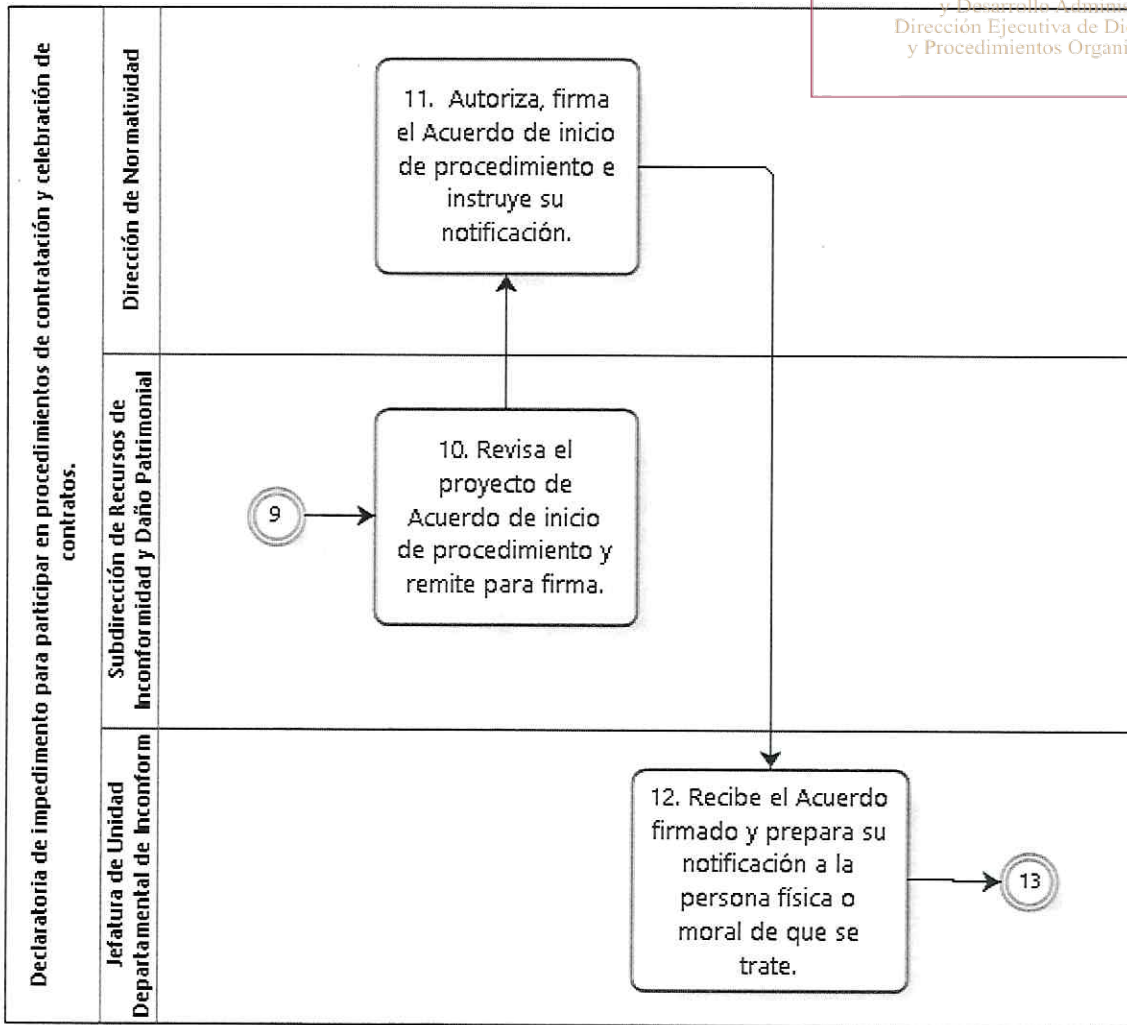 y Desarrollo
Dirección Ejecutiva de
y Procedimientos
Declaratoria de impedimento para participar en procedimientos de contratación y celebración de
contratos.
Dirección de Normatividad
11. Autoriza, firma
el Acuerdo de inicio
de procedimiento e
instruye su
notificación.
Subdirección de Recursos de
Inconformidad y Daño Patrimonial
9
10. Revisa el
proyecto de
Acuerdo de inicio
de procedimiento y
remite para firma.
Jefatura de Unidad
Departamental de Inconform
12. Recibe el Acuerdo
firmado y prepara su
notificación a la
persona física o
moral de que se
trate.
13